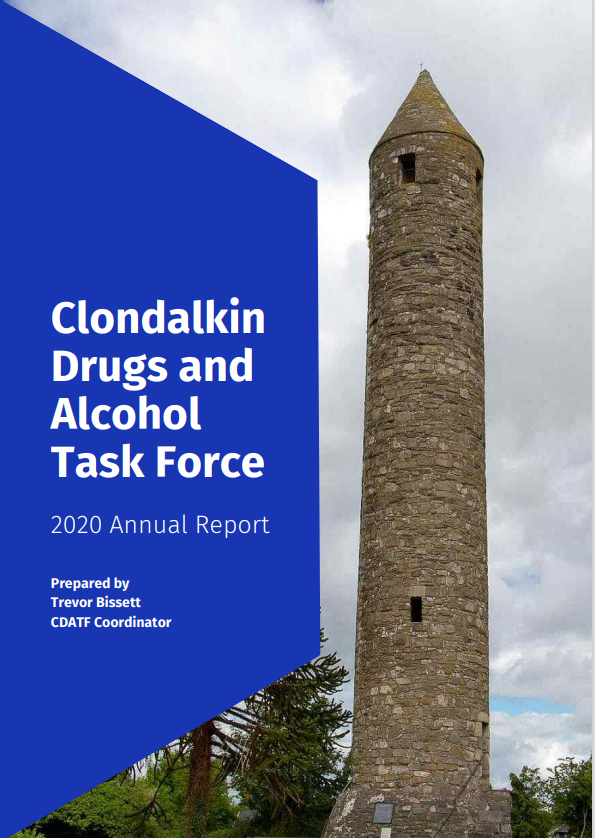 Clondalkin
Drugs and
Alcohol
Task Force
2020 Annual Report
Prepared by
Trevor Bissett
CDATF Coordinator